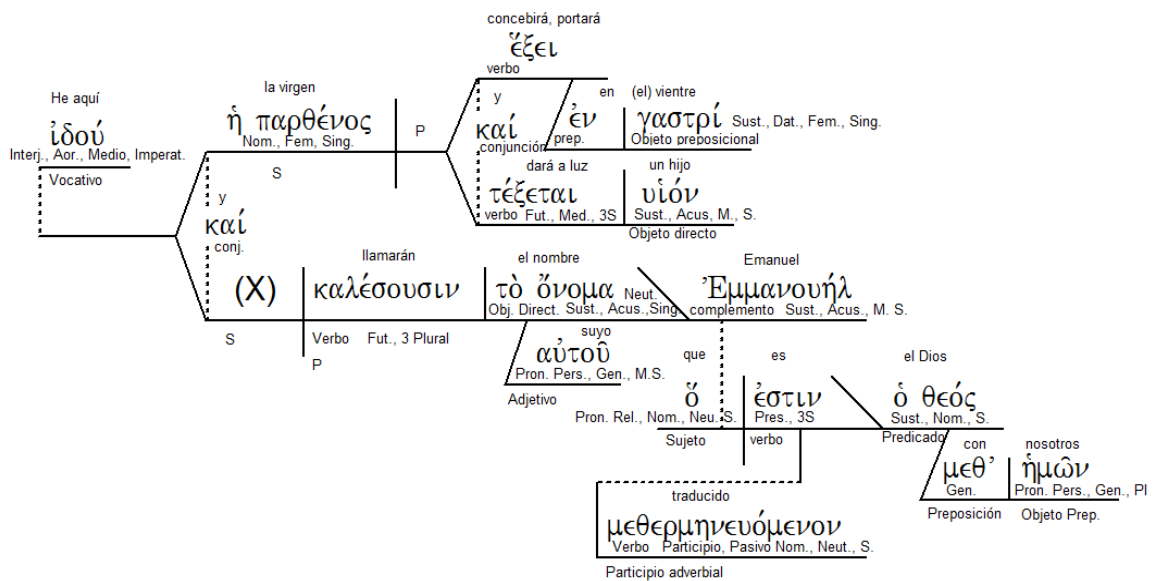 concebirá, portará
ἕξει
verbo
He aquí
ἰδού
Interj., Aor., Medio, Imperat.
Vocativo
la virgen
ἡ παρθένος
Nom., Fem, Sing.
S
P
y
καί
conjunción
en
ἐν
prep.
(el) vientre
γαστρί Sust., Dat., Fem., Sing.
Objeto preposicional
dará a luz
τέξεται
verbo Fut., Med., 3S
un hijo
υἱόν
Sust., Acus, M., S.
Objeto directo
y
καί
conj.
(X)
S
llamarán
καλέσουσιν
Verbo Fut., 3 Plural
P
el nombre
τὸ ὄνομα Neut.
Obj. Direct. Sust., Acus.,Sing.
Emanuel
Ἐμμανουήλ
complemento Sust., Acus., M. S.
suyo
αὐτοῦ
Pron. Pers., Gen., M.S.
Adjetivo
que
ὅ
Pron. Rel., Nom., Neu. S.
Sujeto
es
ἐστιν
Pres., 3S
verbo
el Dios
ὁ θεός
Sust., Nom., S.
Predicado
con
μεθ’
Gen.
Preposición
nosotros
ἡμῶν
Pron. Pers., Gen., Pl
Objeto Prep.
traducido
μεθερμηνευόμενον
Verbo Participio, Pasivo Nom., Neut., S.
Participio adverbial